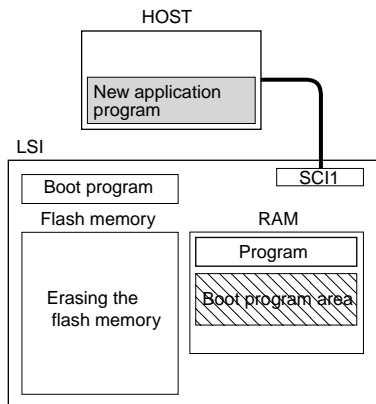 HOST
New application
program
LSI
SCI1
Boot program
Flash memory
RAM
Program
Boot program area
Erasing the
flash memory